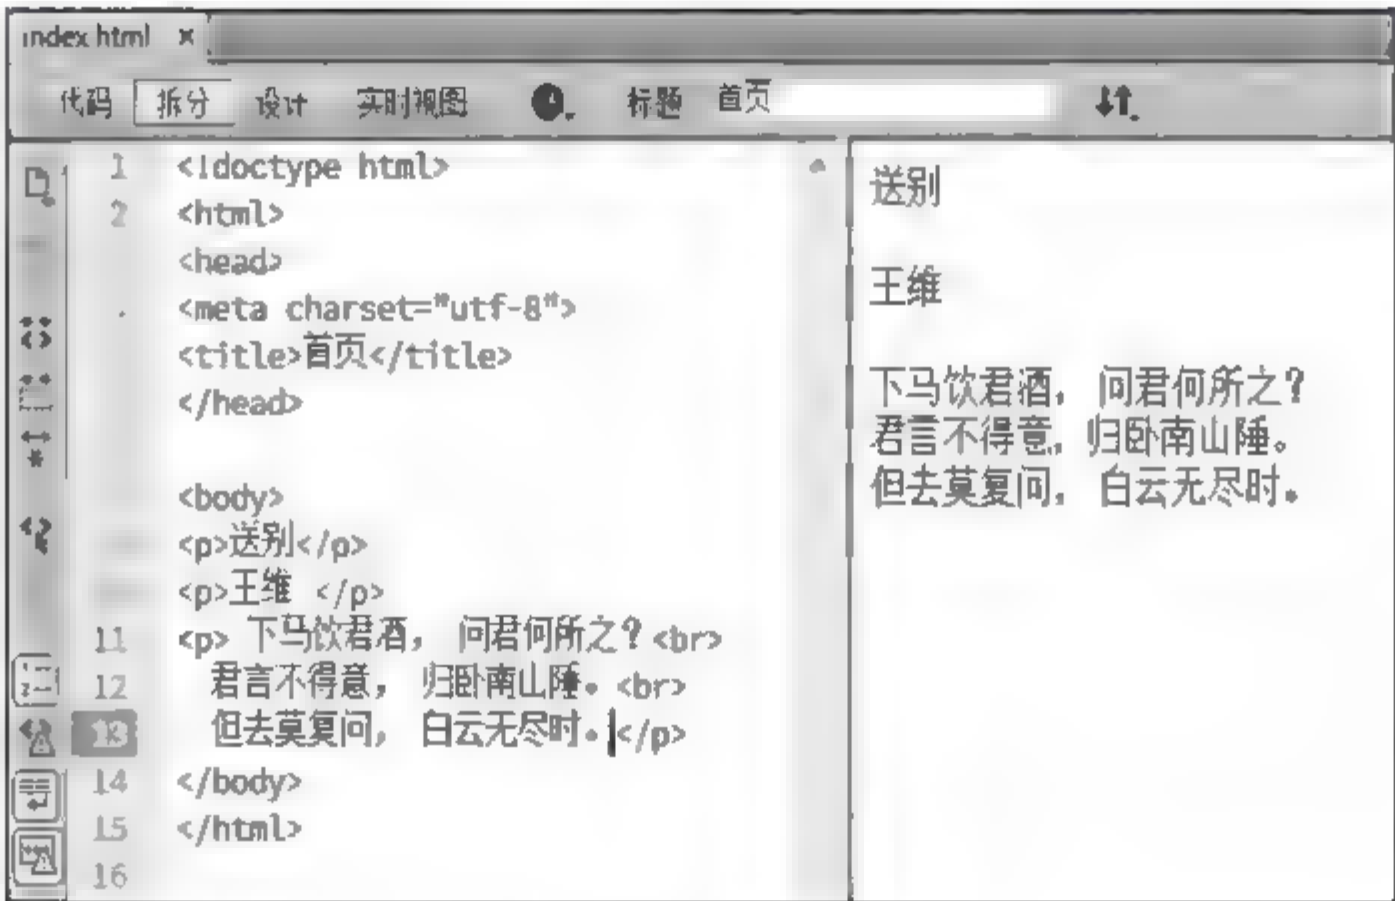 index html ×
代码 拆分 设计 实时视图 标题 首页
1 <!doctype html>
2 <html>
<head>
<meta charset="utf-8">
<title>首页</title>
</head>
<body>
<p>送别</p>
<p>王维 </p>
11 <p> 下马饮君酒， 问君何所之？<br>
12 君言不得意， 归卧南山陲。<br>
13 但去莫复问， 白云无尽时。</p>
14 </body>
15 </html>
16
送别
王维
下马饮君酒， 问君何所之？
君言不得意，归卧南山陲。
但去莫复问， 白云无尽时。